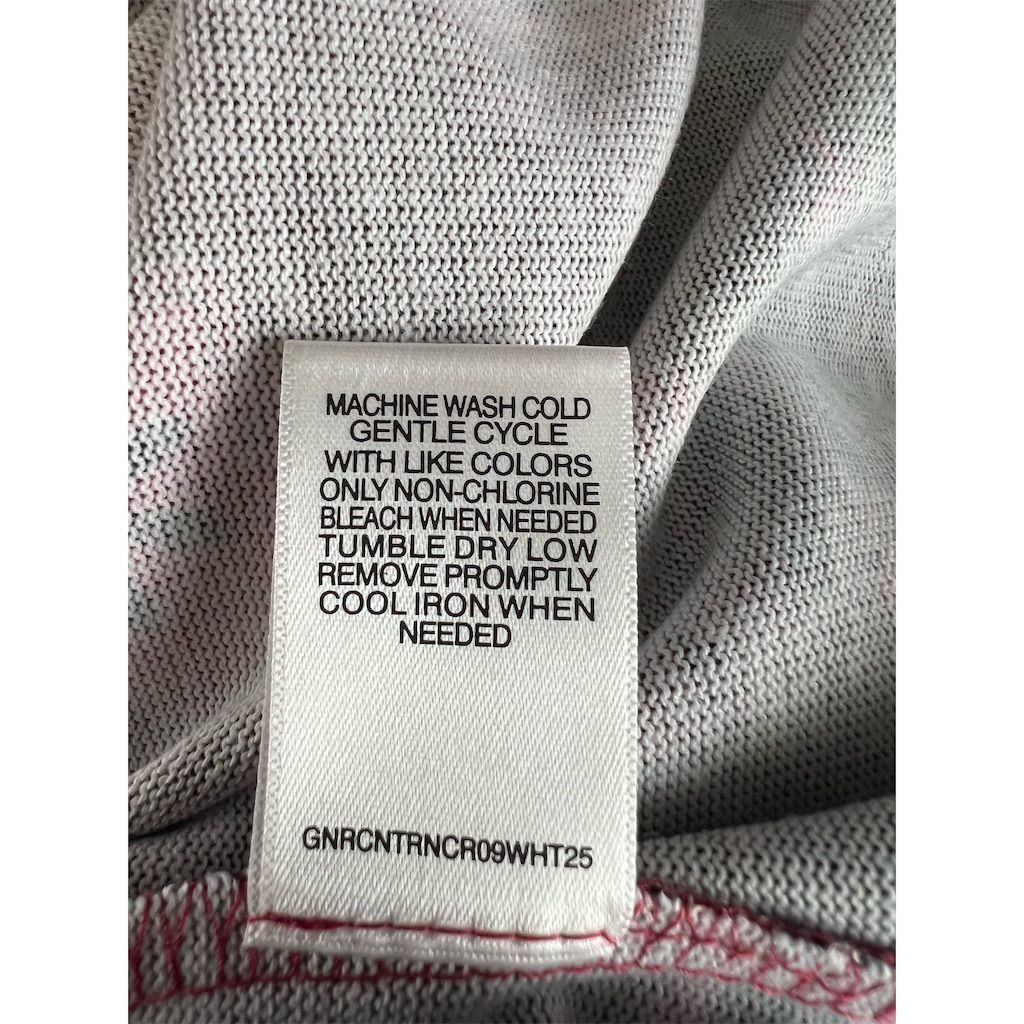 MACHINE WASH COLD
GENTLE CYCLE
WITH LIKE COLORS
ONLY NON-CHLORINE
BLEACH WHEN NEEDED
TUMBLE DRY LOW
REMOVE PROMPTLY
COOL IRON WHEN
NEEDED
GNRCNTRNCR09WHT25